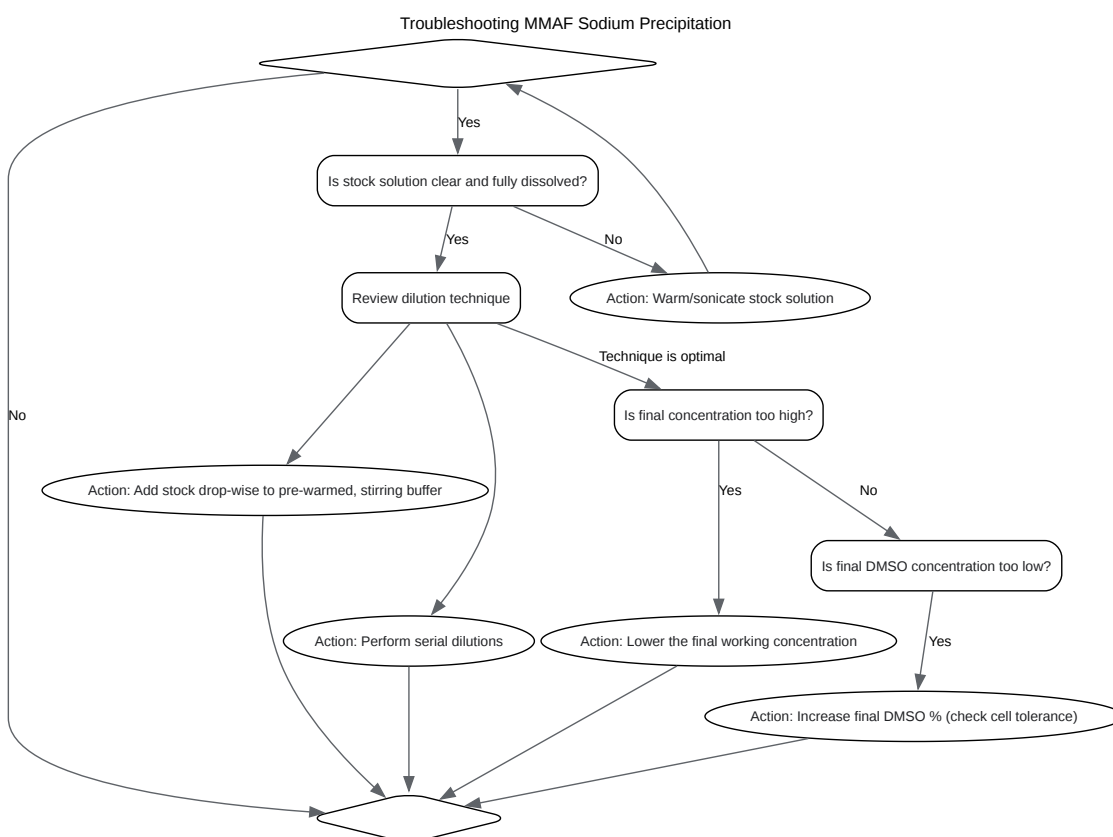 Troubleshooting MMAF Sodium Precipitation
Yes
Is stock solution clear and fully dissolved?
Yes
No
Review dilution technique
Action: Warm/sonicate stock solution
Technique is optimal
No
Is final concentration too high?
Action: Add stock drop-wise to pre-warmed, stirring buffer
Yes
No
Is final DMSO concentration too low?
Action: Perform serial dilutions
Action: Lower the final working concentration
Yes
Action: Increase final DMSO % (check cell tolerance)